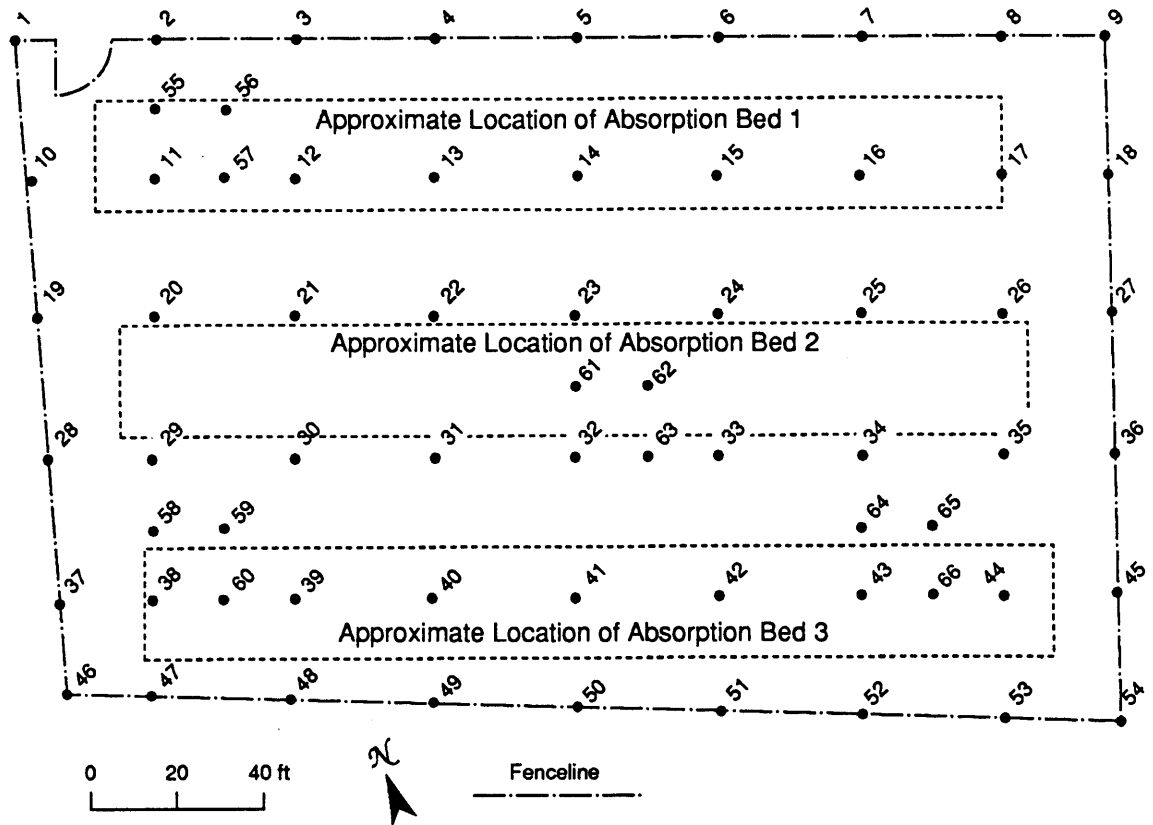 1 2 3 4 5 6 7 8 9
55 56
Approximate Location of Absorption Bed 1
10 11 57 12 13 14 15 16 17 18
19 20 21 22 23 24 25 26 27
Approximate Location of Absorption Bed 2
61 62
28 29 30 31 32 63 33 34 35 36
58 59 64 65
37 38 60 39 40 41 42 43 66 44 45
Approximate Location of Absorption Bed 3
46 47 48 49 50 51 52 53 54
N
0 20 40 ft
Fenceline